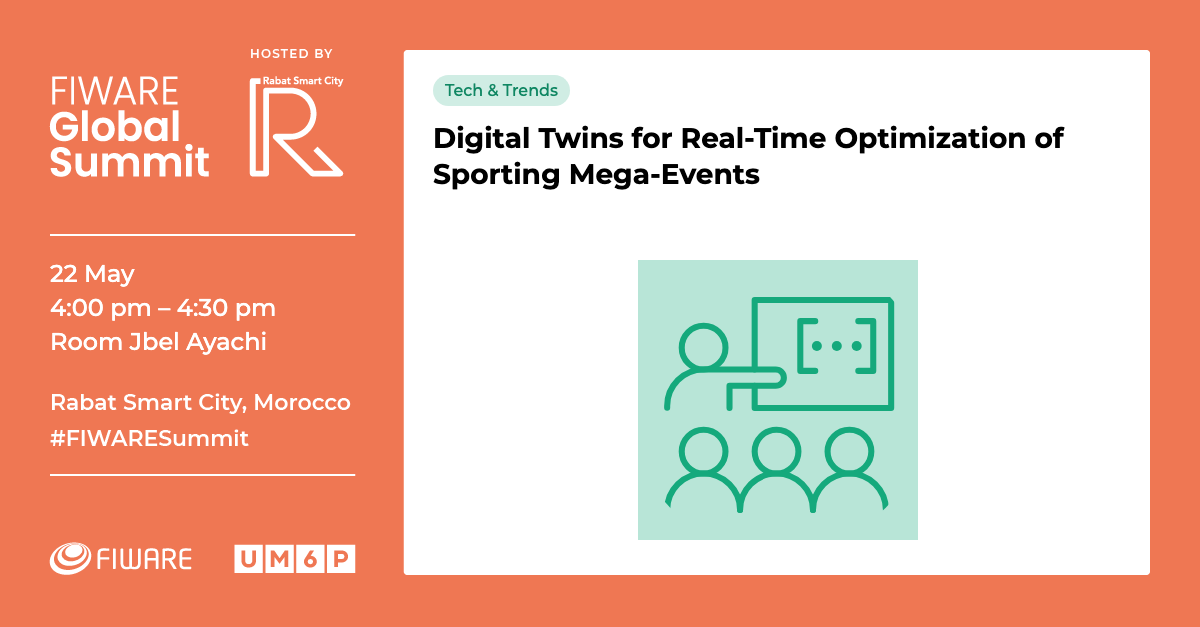 HOSTED BY
FIWARE
Global
Summit
Rabat Smart City
R
22 May
4:00 pm – 4:30 pm
Room Jbel Ayachi
Rabat Smart City, Morocco
#FIWARESummit
FIWARE
UM6P
Tech & Trends
Digital Twins for Real-Time Optimization of
Sporting Mega-Events